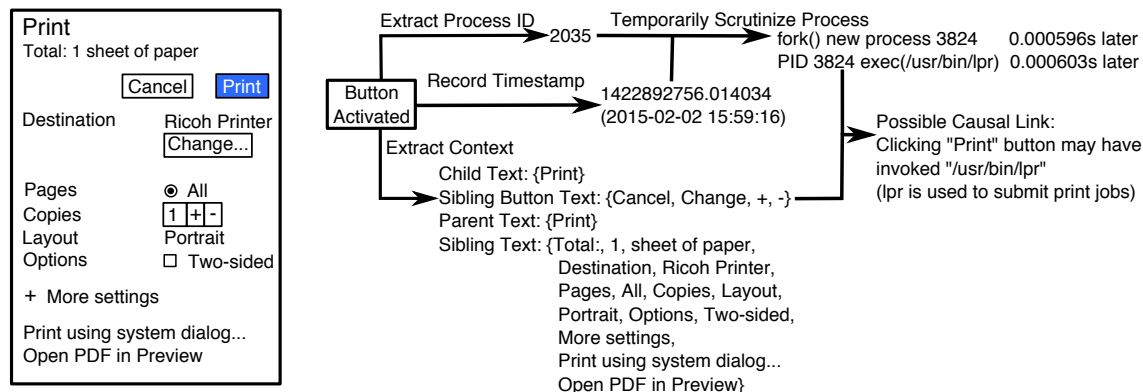 Print
Total: 1 sheet of paper
Cancel
Print
Destination
Ricoh Printer
Change...
Pages
All
Copies
1 + -
Layout
Portrait
Options
Two-sided
+ More settings
Print using system dialog...
Open PDF in Preview
Button
Activated
Extract Process ID
2035
Temporarily Scrutinize Process
fork() new process 3824 0.000596s later
PID 3824 exec(/usr/bin/lpr) 0.000603s later
Record Timestamp
1422892756.014034
(2015-02-02 15:59:16)
Extract Context
Child Text: {Print}
Sibling Button Text: {Cancel, Change, +, -}
Parent Text: {Print}
Sibling Text: {Total:, 1, sheet of paper,
Destination, Ricoh Printer,
Pages, All, Copies, Layout,
Portrait, Options, Two-sided,
More settings,
Print using system dialog...
Open PDF in Preview}
Possible Causal Link:
Clicking "Print" button may have
invoked "/usr/bin/lpr"
(lpr is used to submit print jobs)